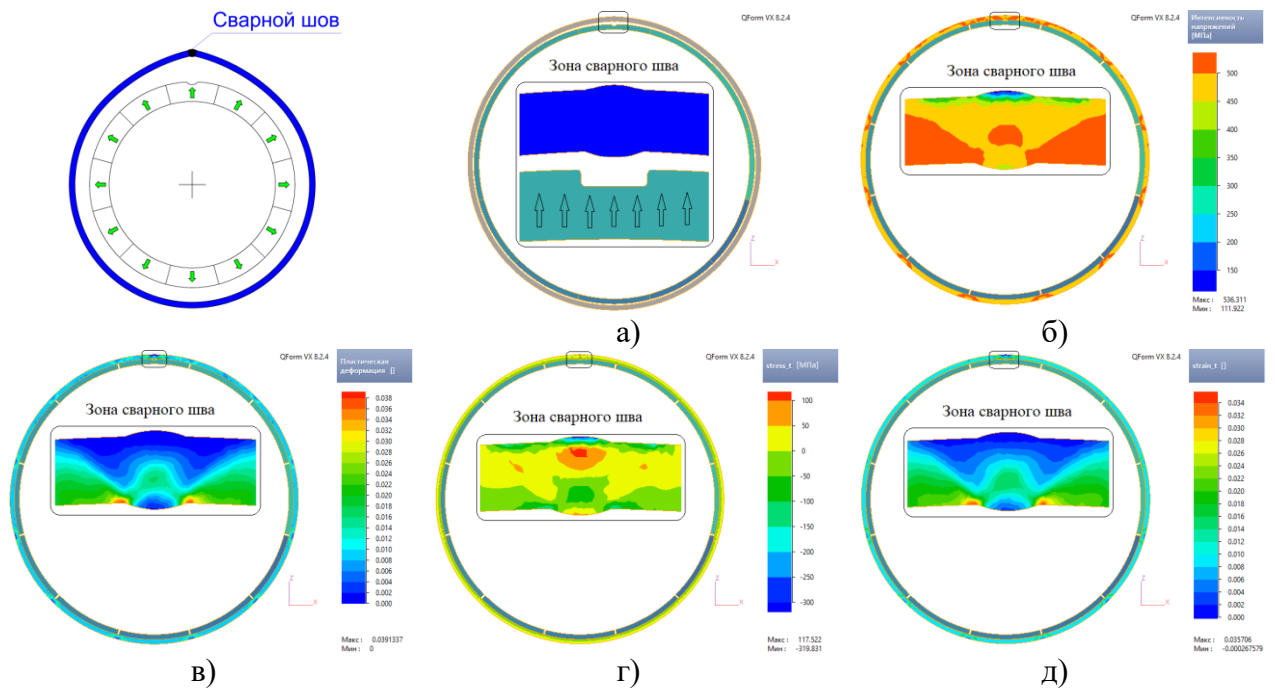 Сварной шов
QForm VX 8.2.4
Зона сварного шва
z
x
а)
QForm VX 8.2.4
Интенсивность
напряжений
[МПа]
Зона сварного шва
500
450
400
350
300
250
200
150
Макс: 536.311
Мин: 111.922
z
x
б)
QForm VX 8.2.4
Пластическая
деформация []
Зона сварного шва
0.038
0.036
0.034
0.032
0.030
0.028
0.026
0.024
0.022
0.020
0.018
0.016
0.014
0.012
0.010
0.008
0.006
0.004
0.002
0.000
Макс: 0.0391337
Мин: 0
z
x
в)
QForm VX 8.2.4
stress_t [МПа]
Зона сварного шва
100
50
0
-50
-100
-150
-200
-250
-300
Макс: 117.522
Мин: -319.831
z
x
г)
QForm VX 8.2.4
strain_t []
Зона сварного шва
0.034
0.032
0.030
0.028
0.026
0.024
0.022
0.020
0.018
0.016
0.014
0.012
0.010
0.008
0.006
0.004
0.002
0.000
Макс: 0.035706
Мин: -0.000267579
z
x
д)